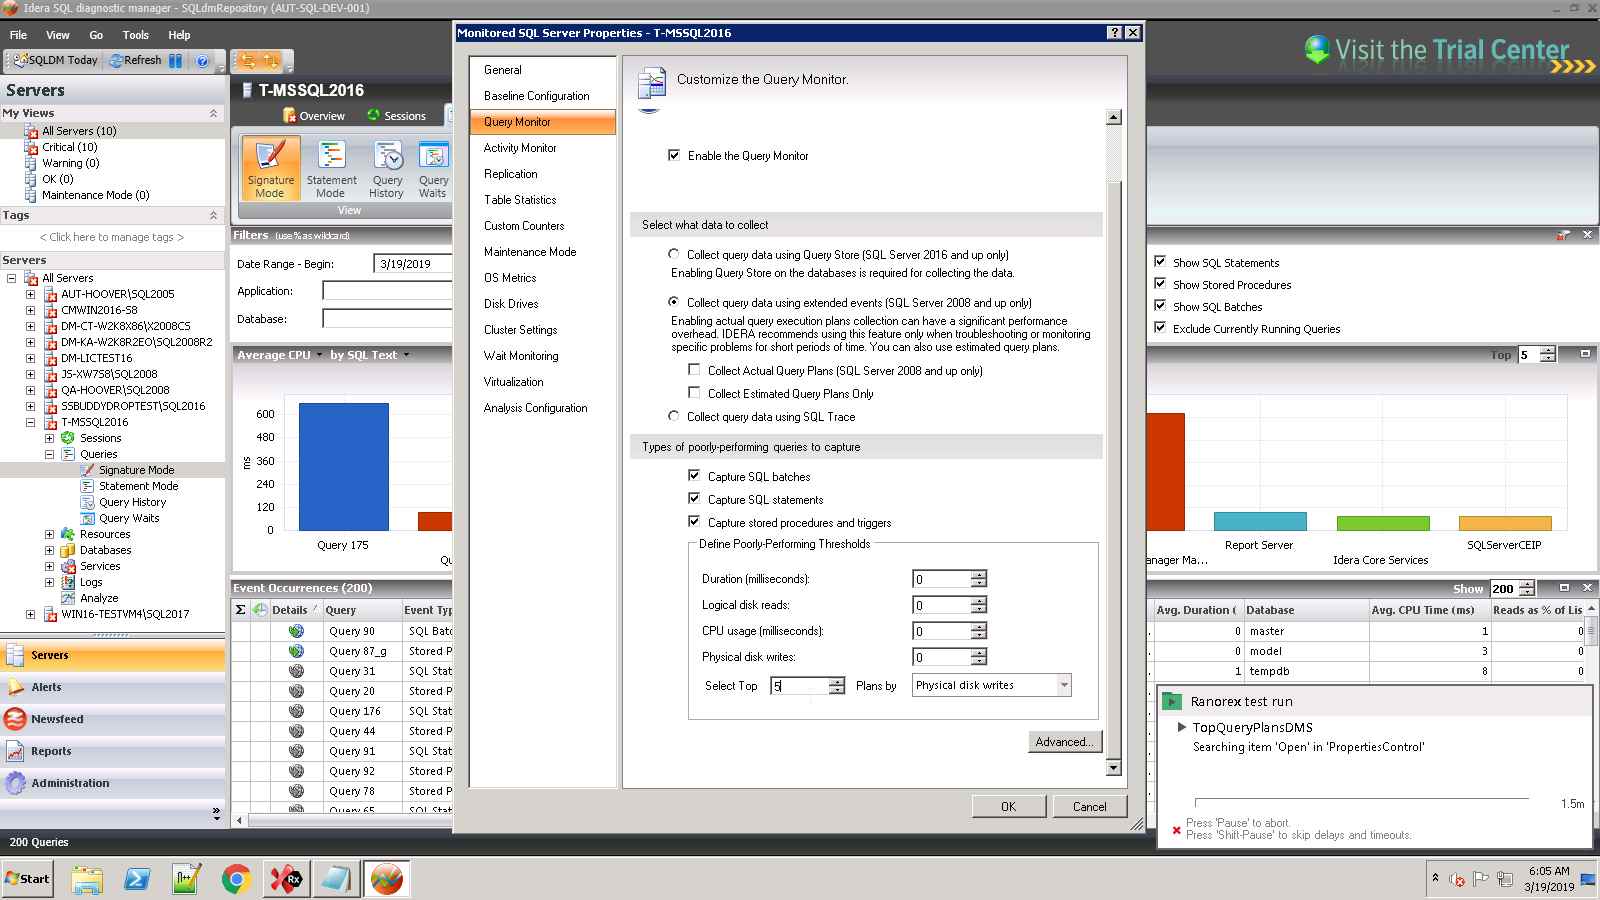 Idera SQL diagnostic manager - SQLdmRepository (AUT-SQL-DEV-001)
File View Go Tools Help
SQLDM Today Refresh
Servers
My Views
All Servers (10)
Critical (10)
Warning (0)
OK (0)
Maintenance Mode (0)
Tags
< Click here to manage tags >
Servers
All Servers
AUT-HOOVER\SQL2005
CMWIN2016-S8
DM-CT-W2K8X86\X2008CS
DM-KA-W2K8R2EO\SQL2008R2
DM-LICTEST16
JS-XW7S8\SQL2008
QA-HOOVER\SQL2008
SSBUDDYDROPTEST\SQL2016
T-MSSQL2016
Sessions
Queries
Signature Mode
Statement Mode
Query History
Query Waits
Resources
Databases
Services
Logs
Analyze
WIN16-TESTVM4\SQL2017
Servers
Alerts
Newsfeed
Reports
Administration
200 Queries
T-MSSQL2016
Overview Sessions
Signature Mode
Statement Mode
Query History
Query Waits
View
Filters (use % as wildcard)
Date Range - Begin: 3/19/2019
Application:
Database:
Average CPU by SQL Text
ms
600
480
360
240
120
0
Query 175
Qu
Event Occurrences (200)
Σ Details Query Event Typ
Query 90 SQL Batc
Query 87_g Stored P
Query 31 SQL Stat
Query 20 Stored P
Query 176 SQL Stat
Query 44 Stored P
Query 91 SQL Stat
Query 92 Stored P
Query 78 Stored P
Query 65 SQL Stat
Monitored SQL Server Properties - T-MSSQL2016
General
Baseline Configuration
Query Monitor
Activity Monitor
Replication
Table Statistics
Custom Counters
Maintenance Mode
OS Metrics
Disk Drives
Cluster Settings
Wait Monitoring
Virtualization
Analysis Configuration
Customize the Query Monitor.
Enable the Query Monitor
Select what data to collect
Collect query data using Query Store (SQL Server 2016 and up only)
Enabling Query Store on the databases is required for collecting the data.
Collect query data using extended events (SQL Server 2008 and up only)
Enabling actual query execution plans collection can have a significant performance
overhead. IDERA recommends using this feature only when troubleshooting or monitoring
specific problems for short periods of time. You can also use estimated query plans.
Collect Actual Query Plans (SQL Server 2008 and up only)
Collect Estimated Query Plans Only
Collect query data using SQL Trace
Types of poorly-performing queries to capture
Capture SQL batches
Capture SQL statements
Capture stored procedures and triggers
Define Poorly-Performing Thresholds
Duration (milliseconds): 0
Logical disk reads: 0
CPU usage (milliseconds): 0
Physical disk writes: 0
Select Top 5 Plans by Physical disk writes
Advanced...
OK Cancel
Visit the Trial Center
Show SQL Statements
Show Stored Procedures
Show SQL Batches
Exclude Currently Running Queries
Top 5
anager Ma...
Report Server
Idera Core Services
SQLServerCEIP
Show 200
Avg. Duration ( Database Avg. CPU Time (ms) Reads as % of Lis
0 master 1 0
0 model 3 0
1 tempdb 8 0
Ranorex test run
TopQueryPlansDMS
Searching item 'Open' in 'PropertiesControl'
1.5m
Press 'Pause' to abort.
Press 'Shift-Pause' to skip delays and timeouts.
Start
6:05 AM
3/19/2019